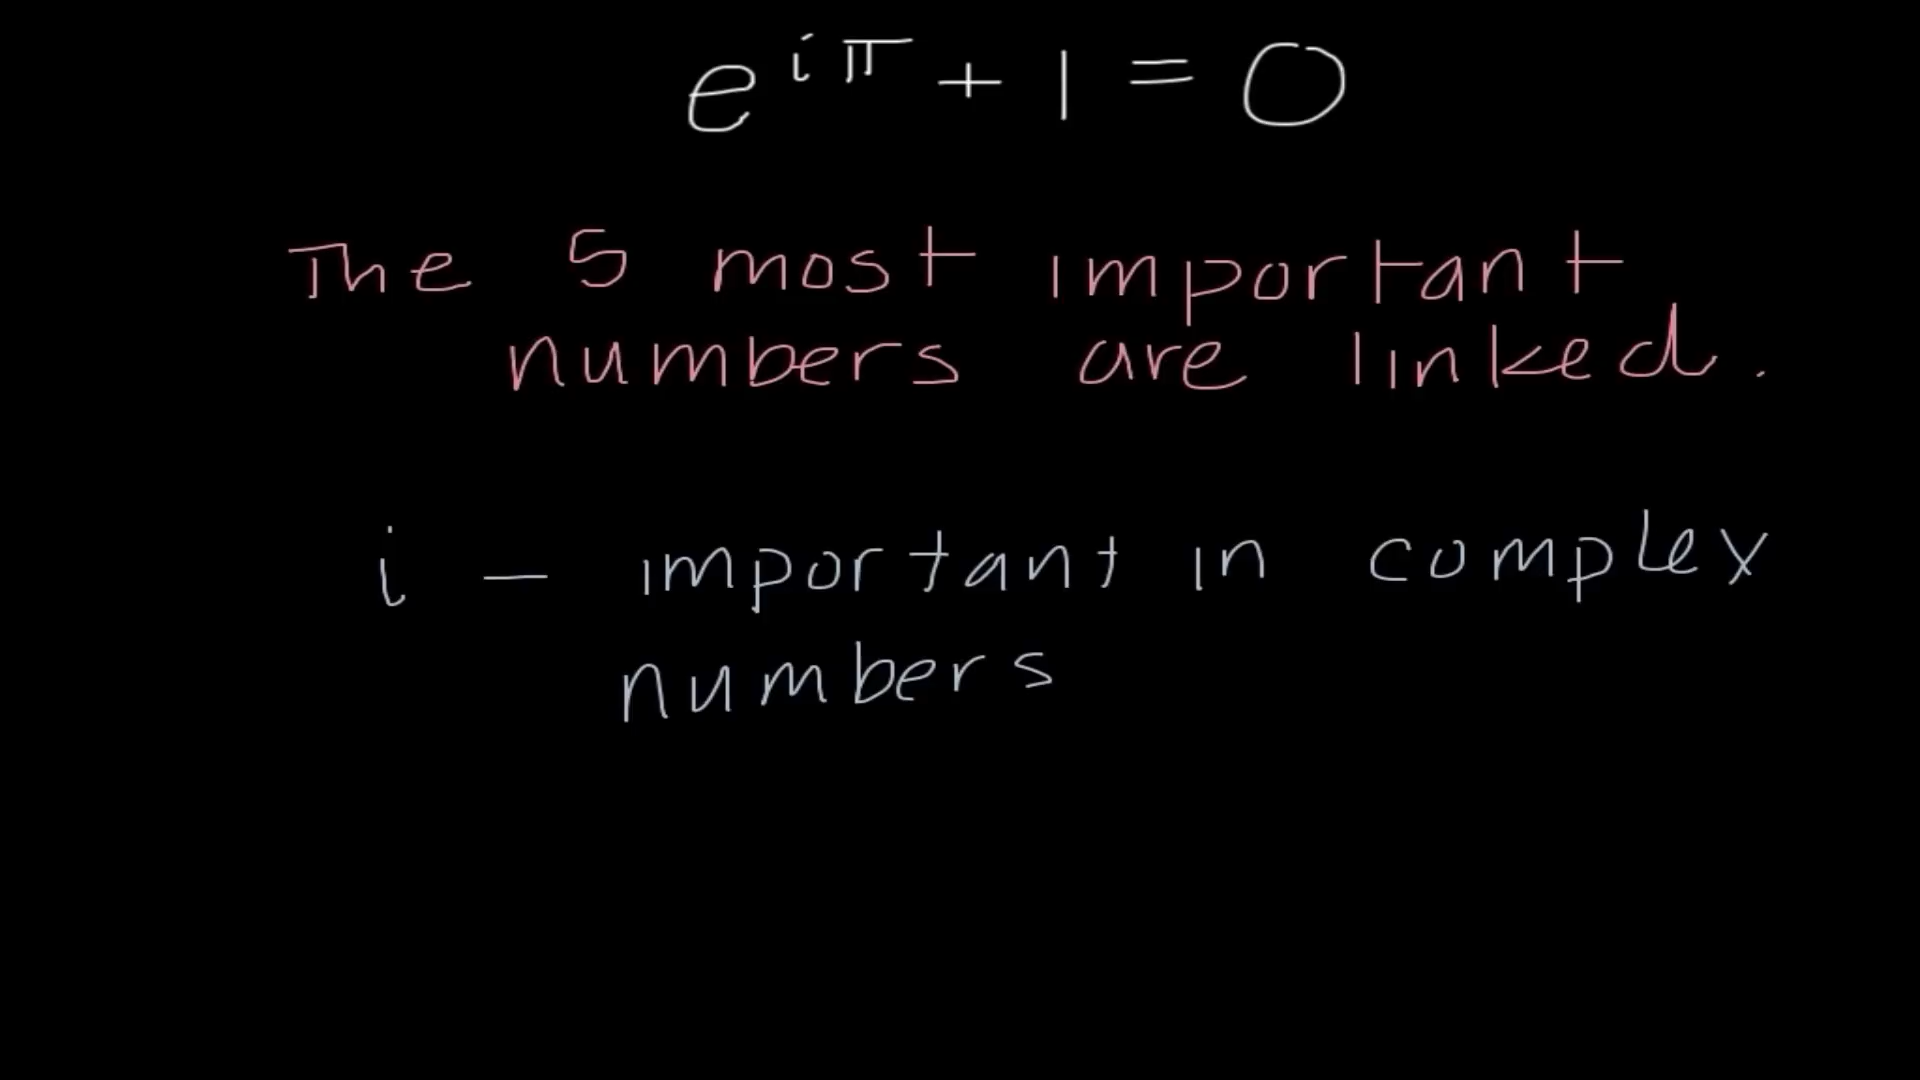 e^{iπ} + 1 = 0
The 5 most important
numbers are linked.
i — important in complex
numbers